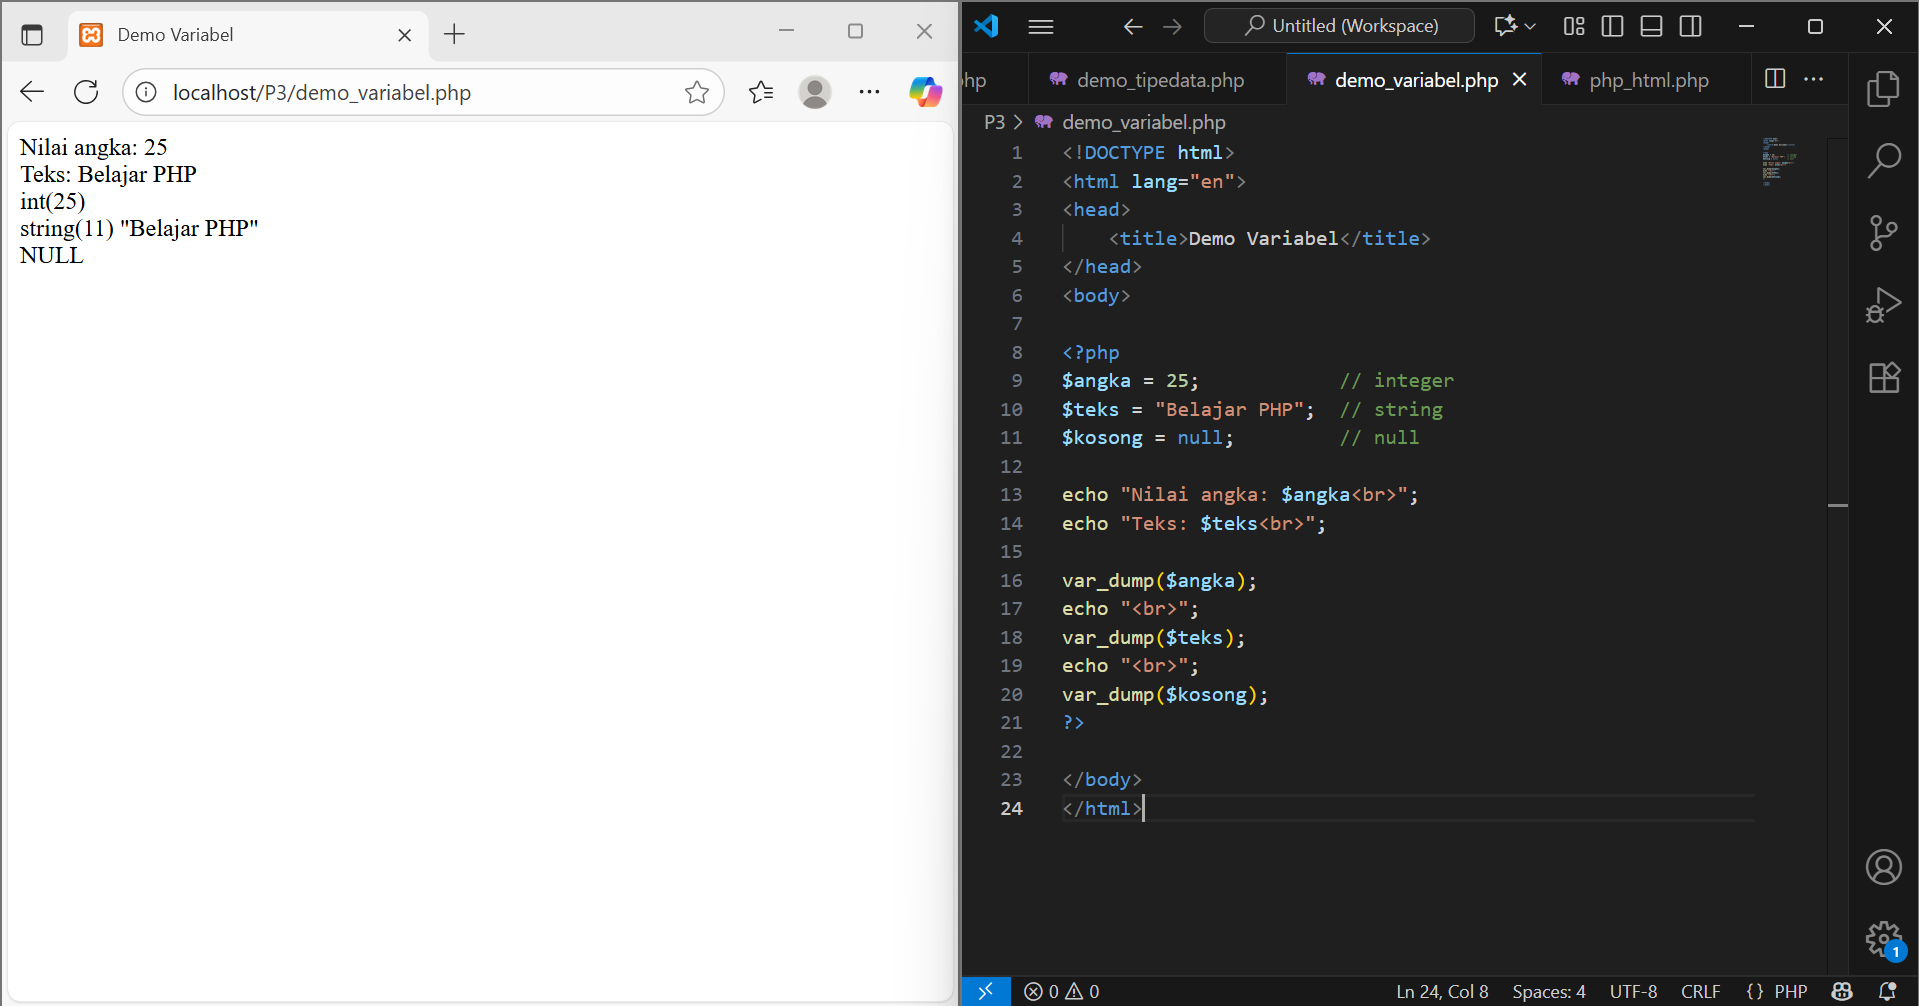 Demo Variabel
localhost/P3/demo_variabel.php
Nilai angka: 25
Teks: Belajar PHP
int(25)
string(11) "Belajar PHP"
NULL
Untitled (Workspace)
hp
demo_tipedata.php
demo_variabel.php
php_html.php
P3 > demo_variabel.php
1 <!DOCTYPE html>
2 <html lang="en">
3 <head>
4     <title>Demo Variabel</title>
5 </head>
6 <body>
7
8 <?php
9 $angka = 25;            // integer
10 $teks = "Belajar PHP";  // string
11 $kosong = null;         // null
12
13 echo "Nilai angka: $angka<br>";
14 echo "Teks: $teks<br>";
15
16 var_dump($angka);
17 echo "<br>";
18 var_dump($teks);
19 echo "<br>";
20 var_dump($kosong);
21 ?>
22
23 </body>
24 </html>
1
0 0 Ln 24, Col 8 Spaces: 4 UTF-8 CRLF {} PHP